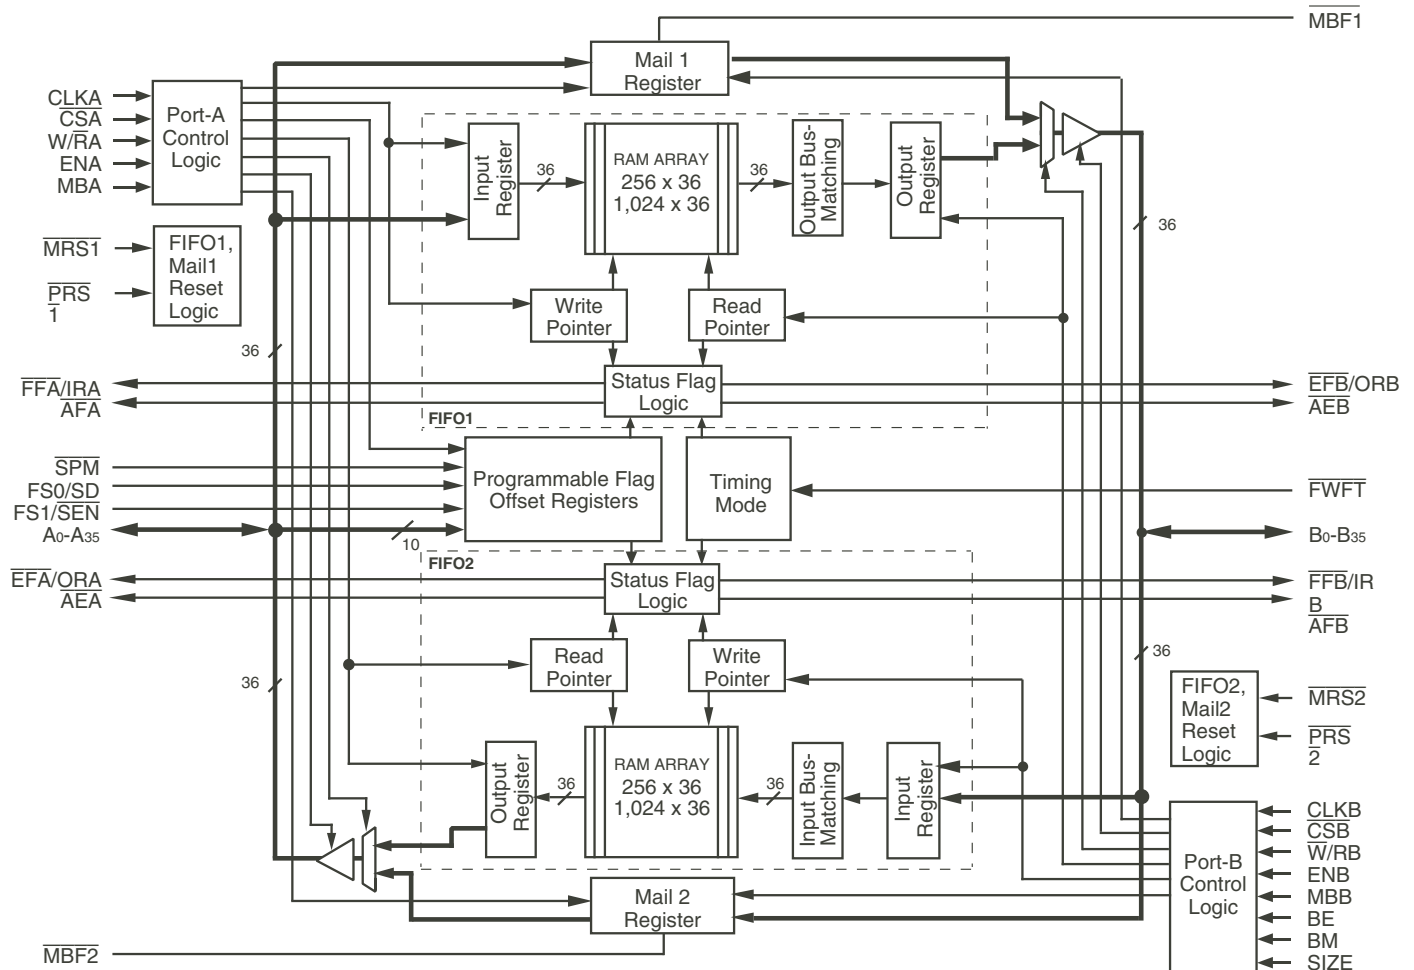 MBF1
Mail 1
Register
CLKA
CSA
W/RA
ENA
MBA
Port-A
Control
Logic
Input
Register
36
RAM ARRAY
256 x 36
1,024 x 36
36
Output Bus-
Matching
Output
Register
36
MRS1
PRS
1
FIFO1,
Mail1
Reset
Logic
Write
Pointer
Read
Pointer
36
FFA/IRA
AFA
Status Flag
Logic
EFB/ORB
AEB
FIFO1
SPM
FS0/SD
FS1/SEN
A0-A35
10
Programmable Flag
Offset Registers
Timing
Mode
FWFT
B0-B35
FIFO2
EFA/ORA
AEA
Status Flag
Logic
FFB/IR
B
AFB
Read
Pointer
Write
Pointer
36
36
FIFO2,
Mail2
Reset
Logic
MRS2
PRS
2
Output
Register
36
RAM ARRAY
256 x 36
1,024 x 36
36
Input Bus-
Matching
Input
Register
Port-B
Control
Logic
CLKB
CSB
W/RB
ENB
MBB
BE
BM
SIZE
Mail 2
Register
MBF2